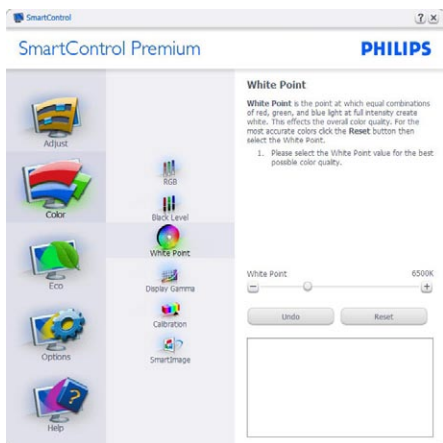 SmartControl
? ×
SmartControl Premium
PHILIPS
Adjust
Color
Eco
Options
Help
RGB
Black Level
White Point
Display Gamma
Calibration
SmartImage
White Point
White Point is the point at which equal combinations
of red, green, and blue light at full intensity create
white. This effects the overall color quality. For the
most accurate colors click the Reset button then
select the White Point.
1. Please select the White Point value for the best
possible color quality.
White Point 6500K
Undo Reset